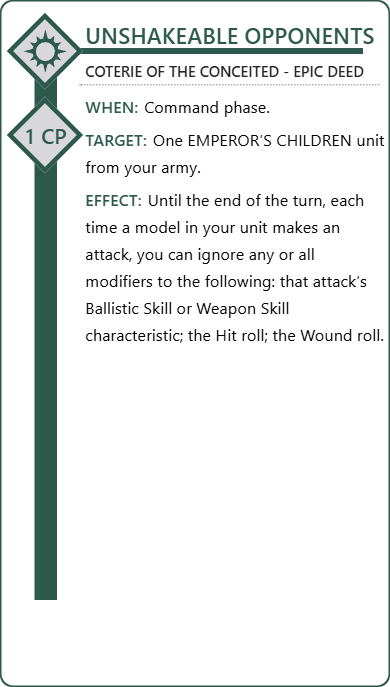 UNSHAKEABLE OPPONENTS
COTERIE OF THE CONCEITED - EPIC DEED
WHEN: Command phase.
1 CP
TARGET: One EMPEROR’S CHILDREN unit
from your army.
EFFECT: Until the end of the turn, each
time a model in your unit makes an
attack, you can ignore any or all
modifiers to the following: that attack’s
Ballistic Skill or Weapon Skill
characteristic; the Hit roll; the Wound roll.